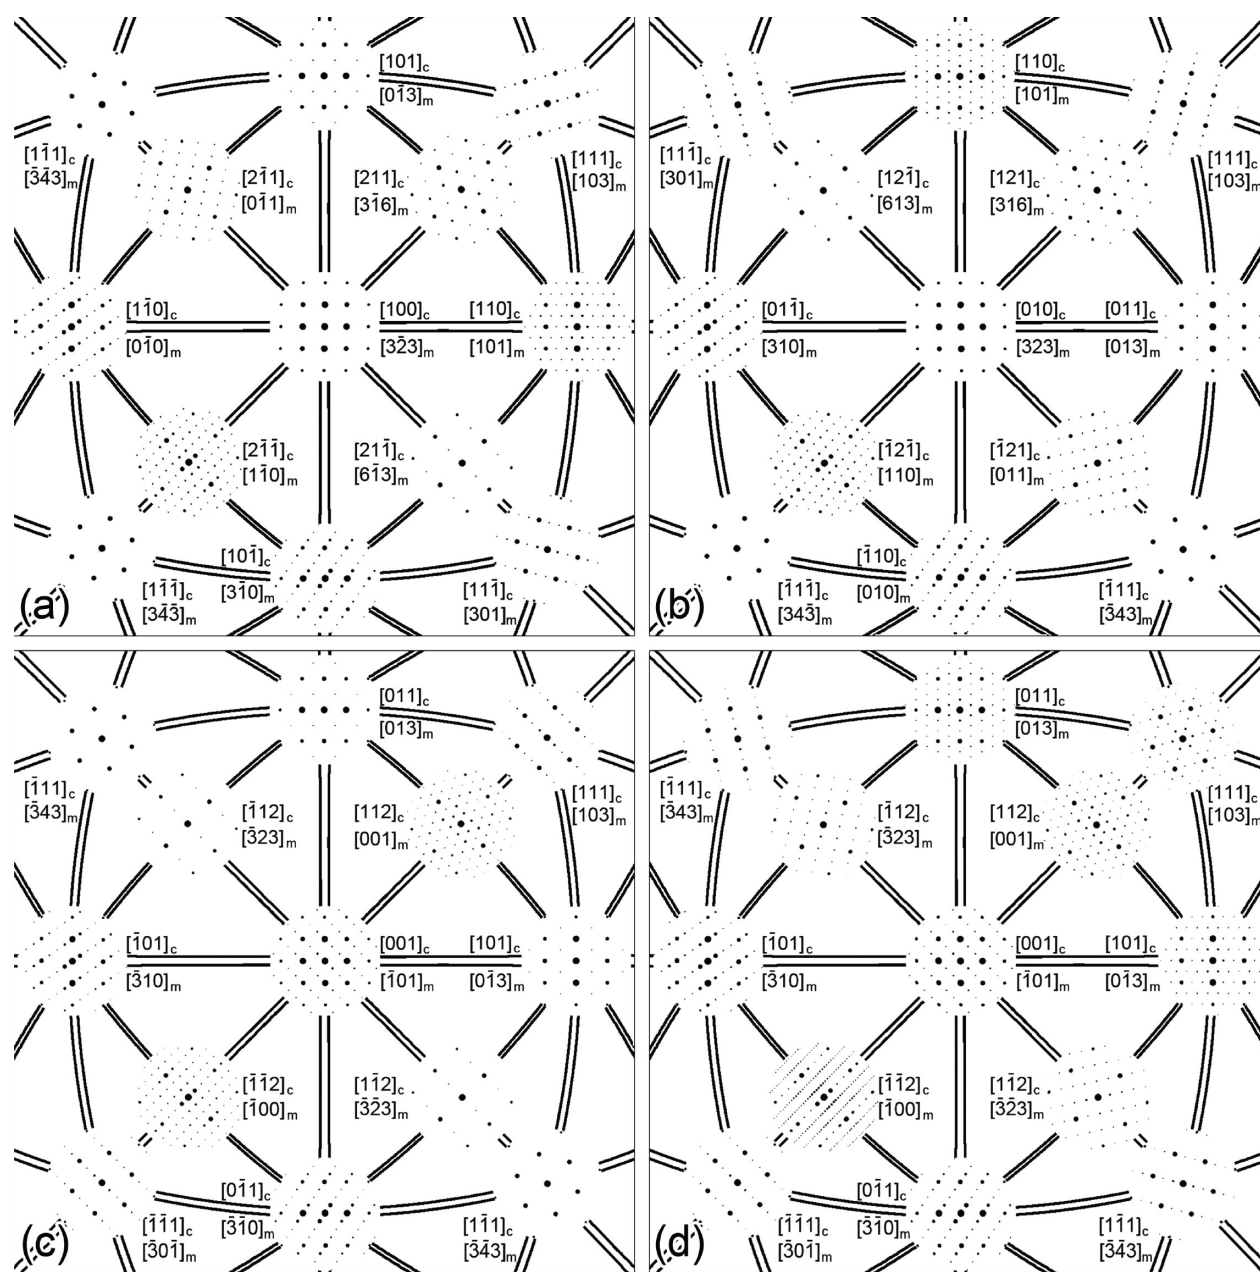 [101]c
[01̄3]m
[11̄1]c
[3̄4̄3]m
[21̄1]c
[01̄1]m
[211]c
[31̄6]m
[111]c
[103]m
[11̄0]c
[01̄0]m
[100]c
[32̄3]m
[110]c
[101]m
[21̄1̄]c
[11̄0]m
[211̄]c
[61̄3]m
[101̄]c
[31̄0]m
[11̄1̄]c
[34̄3̄]m
[111̄]c
[301]m
(a)
[110]c
[101]m
[111̄]c
[301]m
[121̄]c
[613]m
[121]c
[316]m
[111]c
[103]m
[011̄]c
[310]m
[010]c
[323]m
[011]c
[013]m
[1̄21̄]c
[110]m
[1̄21]c
[011]m
[1̄10]c
[010]m
[1̄11̄]c
[343̄]m
[1̄11]c
[3̄43]m
(b)
[011]c
[013]m
[1̄11]c
[3̄43]m
[1̄12]c
[3̄23]m
[112]c
[001]m
[111]c
[103]m
[1̄01]c
[3̄10]m
[001]c
[1̄01]m
[101]c
[01̄3]m
[1̄1̄2]c
[1̄00]m
[11̄2]c
[3̄2̄3]m
[01̄1]c
[3̄1̄0]m
[1̄1̄1]c
[3̄01̄]m
[11̄1]c
[3̄4̄3]m
(c)
[011]c
[013]m
[1̄11]c
[3̄43]m
[1̄12]c
[3̄23]m
[112]c
[001]m
[111]c
[103]m
[1̄01]c
[3̄10]m
[001]c
[1̄01]m
[101]c
[01̄3]m
[1̄1̄2]c
[1̄00]m
[11̄2]c
[3̄2̄3]m
[01̄1]c
[3̄1̄0]m
[1̄1̄1]c
[3̄01̄]m
[11̄1]c
[3̄4̄3]m
(d)